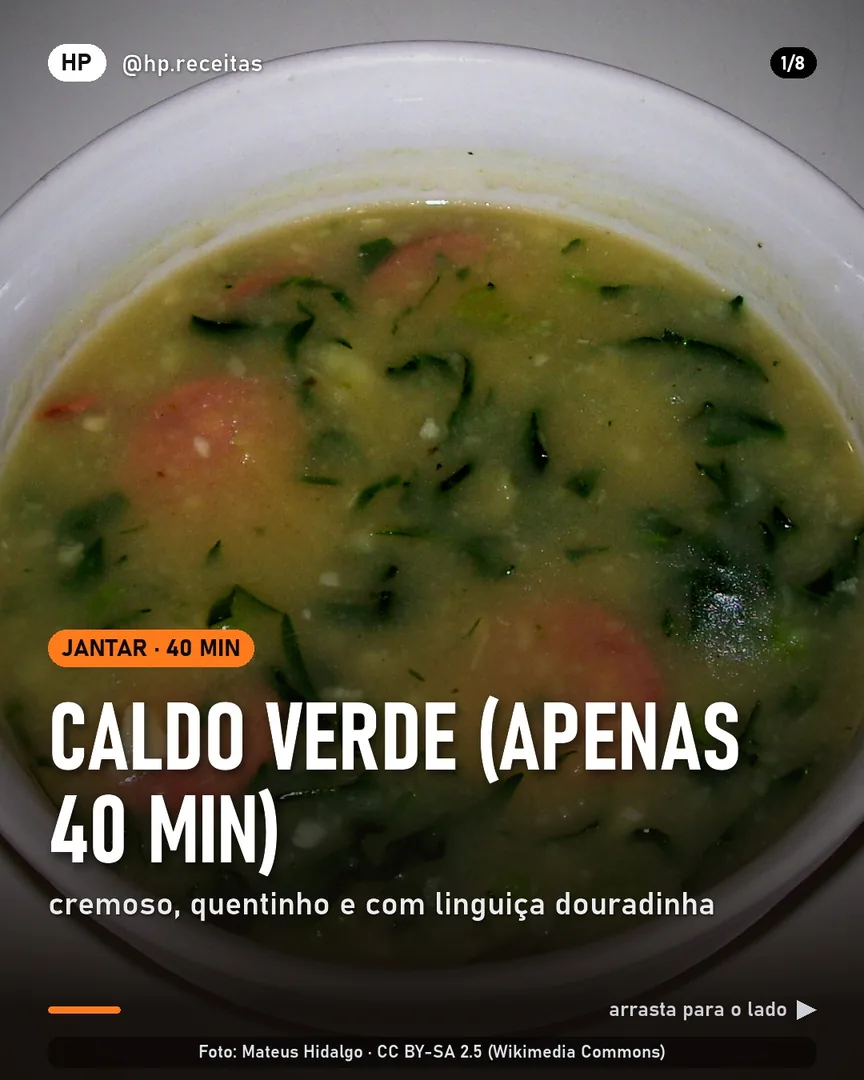 HP @hp.receitas 1/8
JANTAR · 40 MIN
CALDO VERDE (APENAS
40 MIN)
cremoso, quentinho e com linguiça douradinha
arrasta para o lado ▶
Foto: Mateus Hidalgo · CC BY-SA 2.5 (Wikimedia Commons)